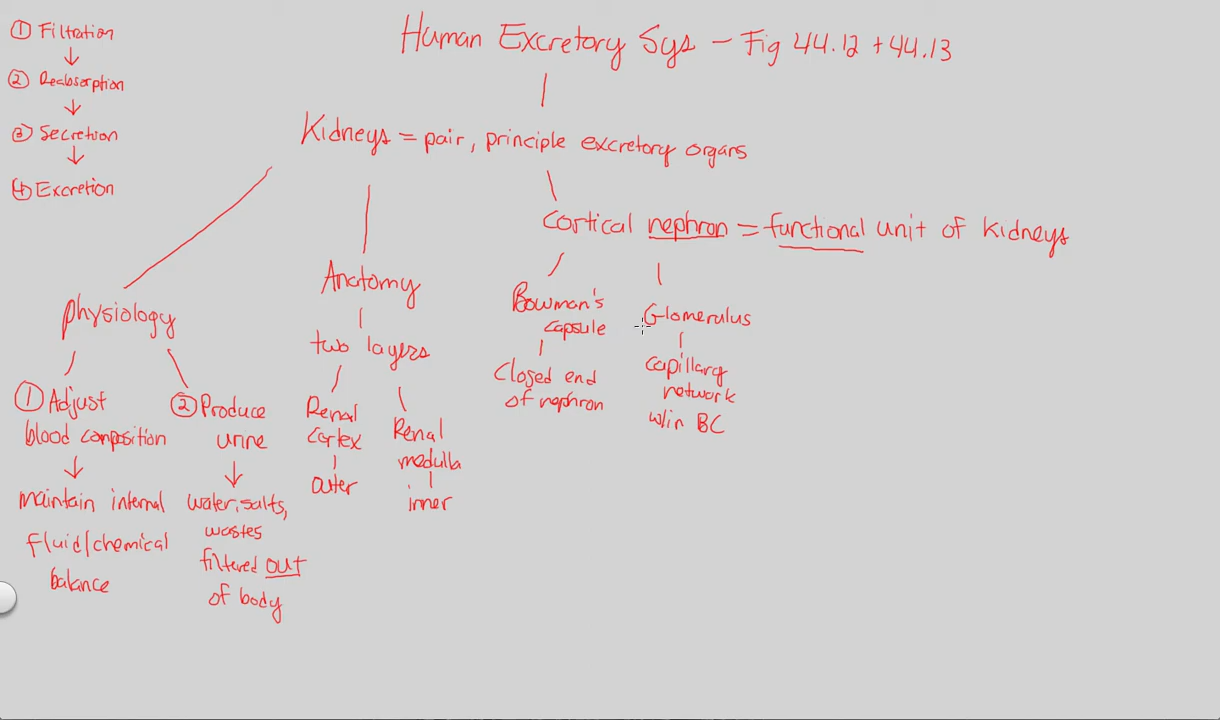 Human Excretory Sys - Fig 44.12 + 44.13
① Filtration
② Reabsorption
③ Secretion
④ Excretion
Kidneys = pair, principle excretory organs
Physiology
① Adjust
blood composition
maintain internal
fluid/chemical
balance
② Produce
urine
water, salts,
wastes
filtered out
of body
Anatomy
two layers
Renal
cortex
outer
Renal
medulla
inner
Cortical nephron = functional unit of kidneys
Bowman's
capsule
Closed end
of nephron
Glomerulus
capillary
network
w/in BC